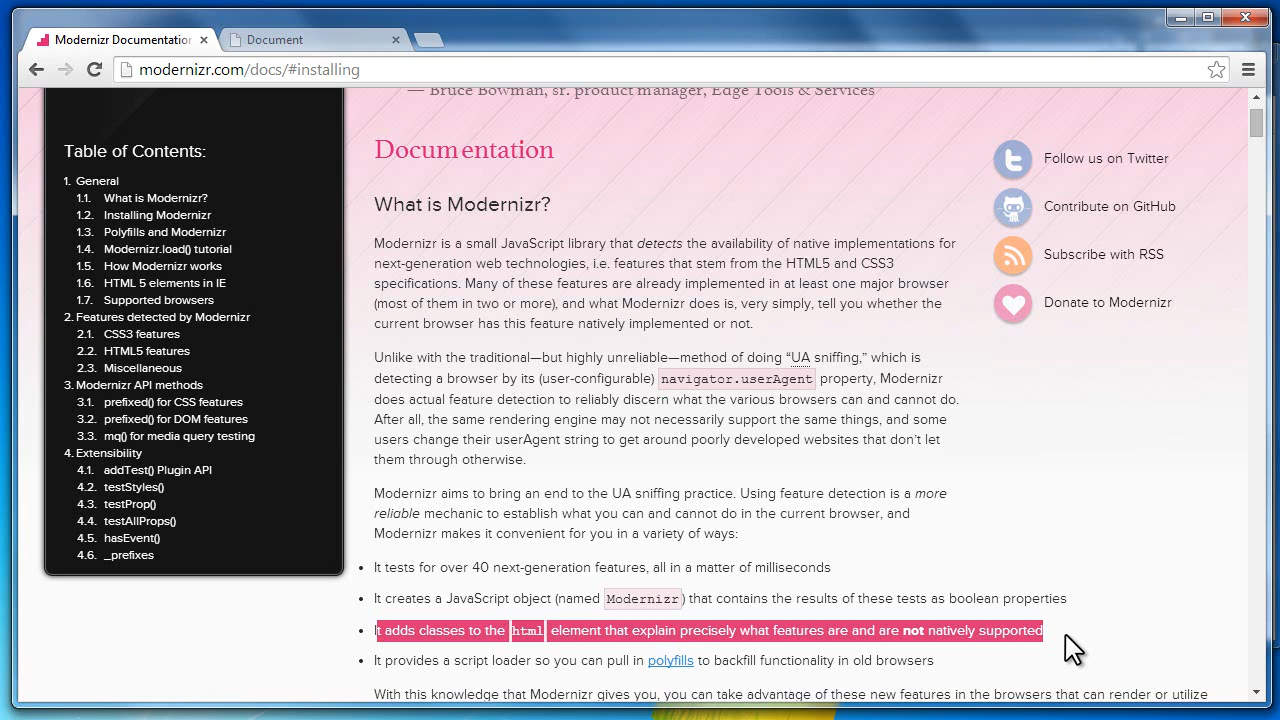 Modernizr Documentation
Document
modernizr.com/docs/#installing
— Bruce Bowman, sr. product manager, Edge Tools & Services
Table of Contents:
1. General
1.1. What is Modernizr?
1.2. Installing Modernizr
1.3. Polyfills and Modernizr
1.4. Modernizr.load() tutorial
1.5. How Modernizr works
1.6. HTML 5 elements in IE
1.7. Supported browsers
2. Features detected by Modernizr
2.1. CSS3 features
2.2. HTML5 features
2.3. Miscellaneous
3. Modernizr API methods
3.1. prefixed() for CSS features
3.2. prefixed() for DOM features
3.3. mq() for media query testing
4. Extensibility
4.1. addTest() Plugin API
4.2. testStyles()
4.3. testProp()
4.4. testAllProps()
4.5. hasEvent()
4.6. _prefixes
Documentation
What is Modernizr?
Modernizr is a small JavaScript library that detects the availability of native implementations for
next-generation web technologies, i.e. features that stem from the HTML5 and CSS3
specifications. Many of these features are already implemented in at least one major browser
(most of them in two or more), and what Modernizr does is, very simply, tell you whether the
current browser has this feature natively implemented or not.
Unlike with the traditional—but highly unreliable—method of doing “UA sniffing,” which is
detecting a browser by its (user-configurable) navigator.userAgent property, Modernizr
does actual feature detection to reliably discern what the various browsers can and cannot do.
After all, the same rendering engine may not necessarily support the same things, and some
users change their userAgent string to get around poorly developed websites that don’t let
them through otherwise.
Modernizr aims to bring an end to the UA sniffing practice. Using feature detection is a more
reliable mechanic to establish what you can and cannot do in the current browser, and
Modernizr makes it convenient for you in a variety of ways:
• It tests for over 40 next-generation features, all in a matter of milliseconds
• It creates a JavaScript object (named Modernizr) that contains the results of these tests as boolean properties
• It adds classes to the html element that explain precisely what features are and are not natively supported
• It provides a script loader so you can pull in polyfills to backfill functionality in old browsers
With this knowledge that Modernizr gives you, you can take advantage of these new features in the browsers that can render or utilize
Follow us on Twitter
Contribute on GitHub
Subscribe with RSS
Donate to Modernizr